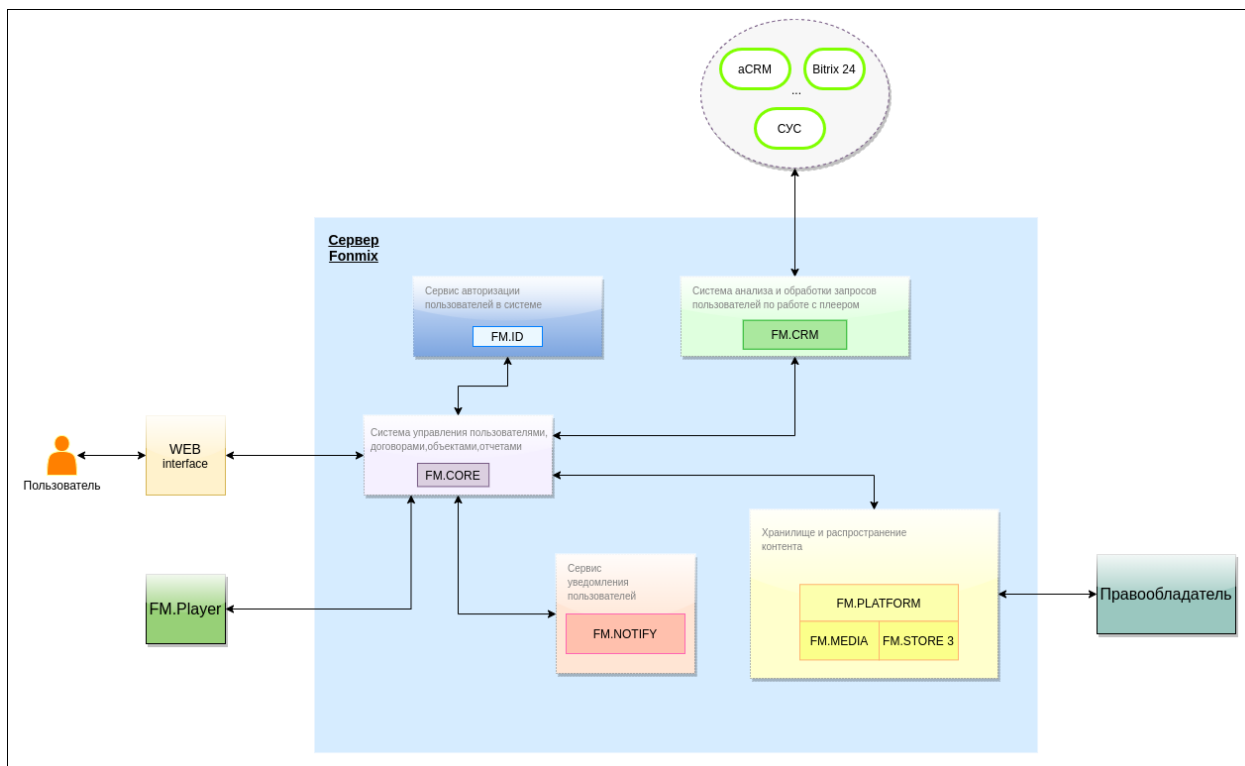 aCRM
Bitrix 24
...
СУС
Сервер
Fonmix
Сервис авторизации
пользователей в системе
FM.ID
Система анализа и обработки запросов
пользователей по работе с плеером
FM.CRM
Система управления пользователями,
договорами,объектами,отчетами
FM.CORE
WEB
interface
Пользователь
Хранилище и распространение
контента
FM.PLATFORM
FM.MEDIA
FM.STORE 3
Правообладатель
Сервис
уведомления
пользователей
FM.NOTIFY
FM.Player